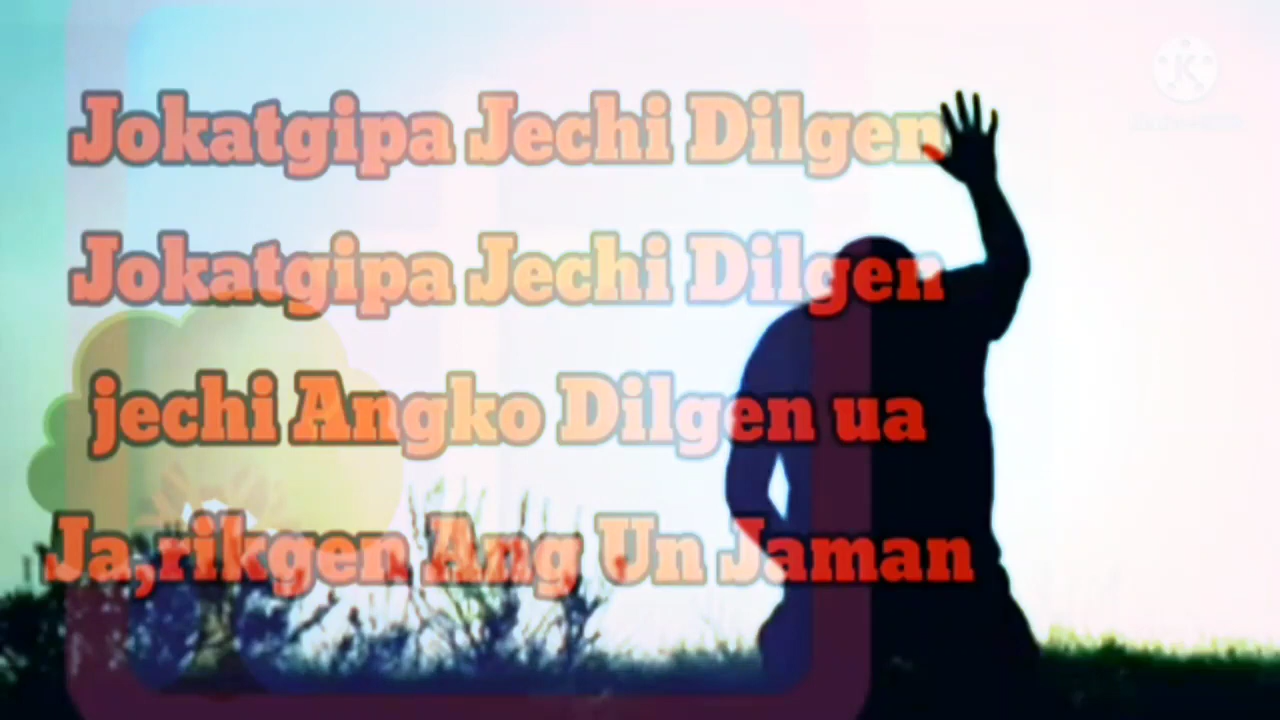 Jokatgipa Jechi Dilgen
Jokatgipa Jechi Dilgen
jechi Angko Dilgen ua
Ja,rikgen Ang Un Jaman